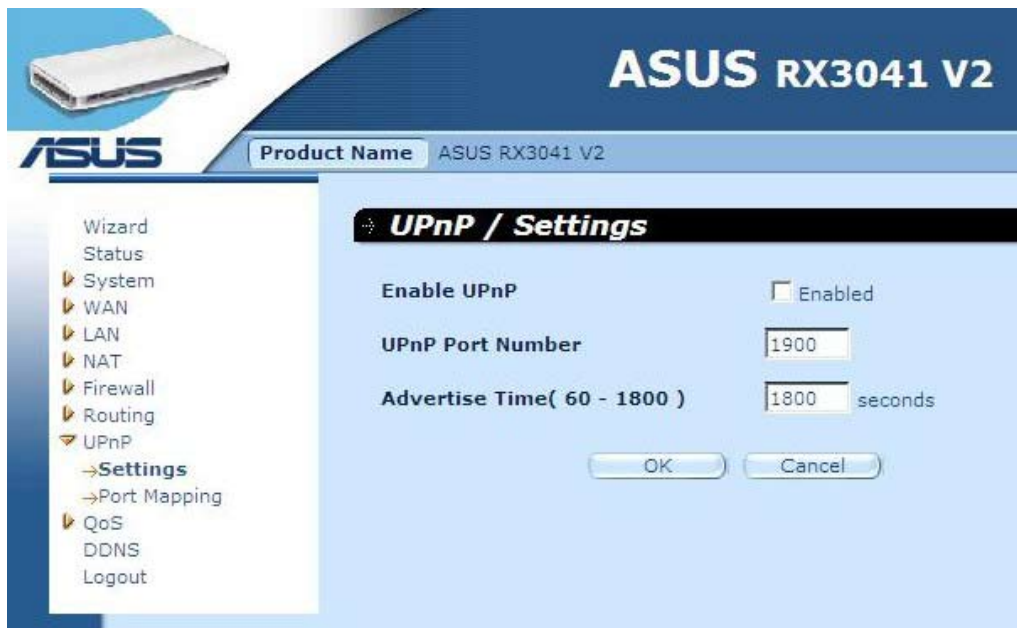 ASUS RX3041 V2
ASUS
Product Name ASUS RX3041 V2
Wizard
Status
System
WAN
LAN
NAT
Firewall
Routing
UPnP
Settings
Port Mapping
QoS
DDNS
Logout
UPnP / Settings
Enable UPnP Enabled
UPnP Port Number 1900
Advertise Time( 60 - 1800 ) 1800 seconds
OK Cancel